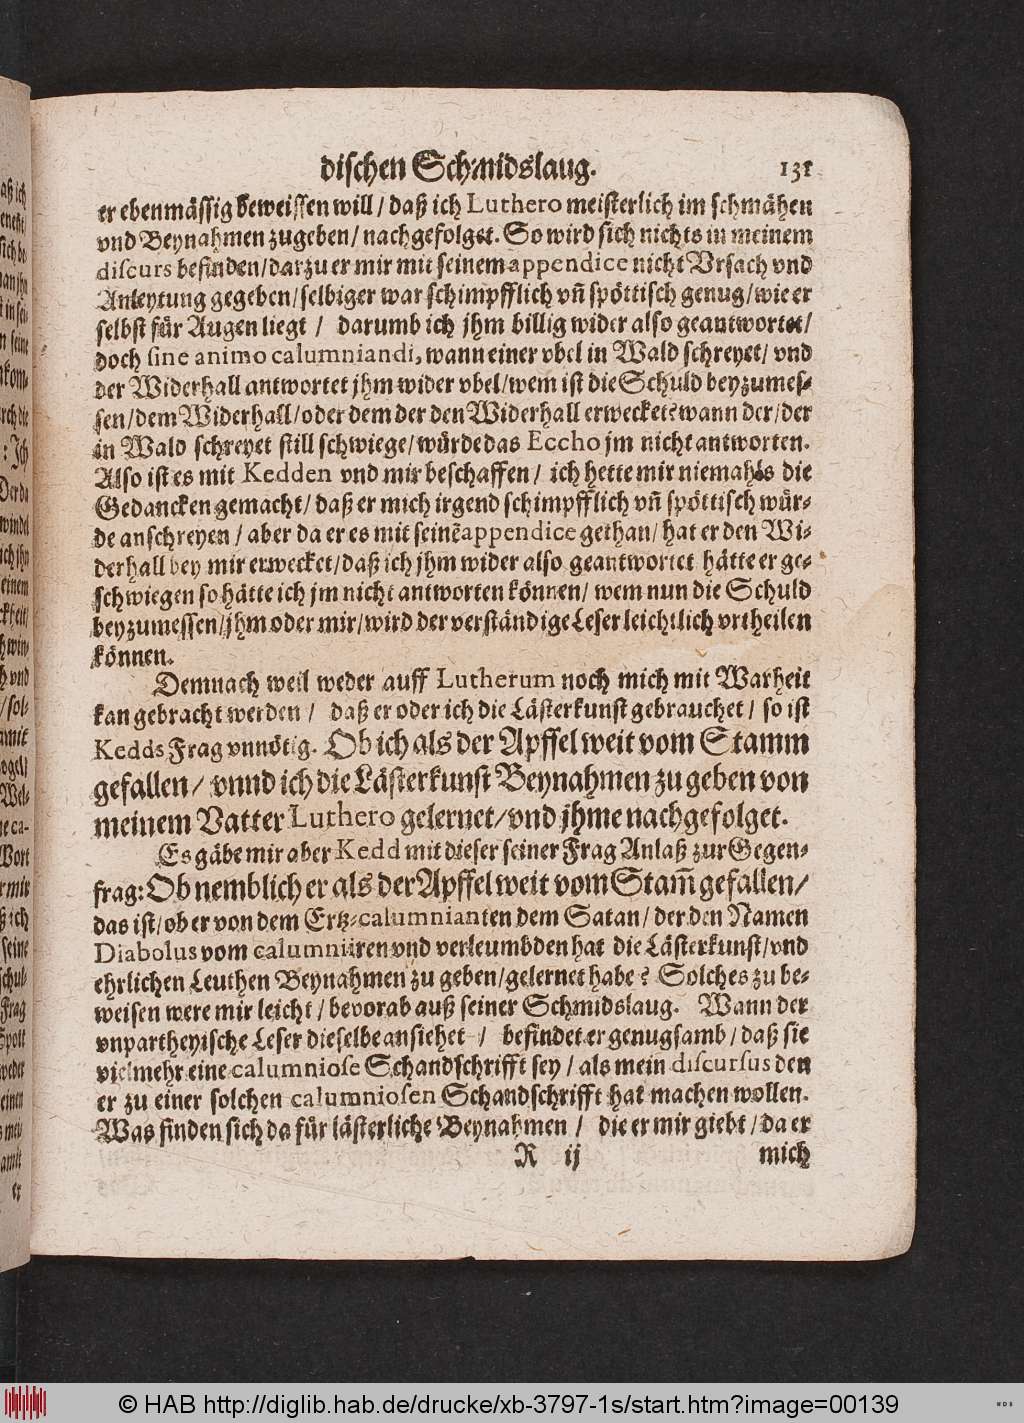 dischen Schmidslaug. 131
er ebenmässig beweissen will / daß ich Luthero meisterlich im schmähen
vnd Beynahmen zugeben / nachgefolget. So wird sich nichts in meinem
discurs befinden / darzu er mir mit seinem appendice nicht Vrsach vnd
Anleytung gegeben / selbiger war schimpfflich vñ spöttisch genug / wie er
selbst für Augen liegt / darumb ich jhm billig wider also geantwortet /
doch sine animo calumniandi, wann einer vbel in Wald schreyet / vnd
der Widerhall antwortet jhm wider vbel / wem ist die Schuld beyzumes-
sen / dem Widerhall / oder dem der den Widerhall erwecket? wann der / der
in Wald schreyet still schwiege / würde das Eccho jm nicht antworten.
Also ist es mit Kedden vnd mir beschaffen / ich hette mir niemahls die
Gedancken gemacht / daß er mich irgend schimpfflich vñ spöttisch wür-
de anschreyen / aber da er es mit seinẽ appendice gethan / hat er den Wi-
derhall bey mir erwecket / daß ich jhm wider also geantwortet hätte er ge-
schwiegen so hätte ich jm nicht antworten können / wem nun die Schuld
beyzumessen / jhm oder mir / wird der verständige Leser leichtlich vrtheilen
können.
Demnach weil weder auff Lutherum noch mich mit Warheit
kan gebracht werden / daß er oder ich die Lästerkunst gebrauchet / so ist
Kedds Frag vnnötig. Ob ich als der Apffel weit vom Stamm
gefallen / vnnd ich die Lästerkunst Beynahmen zu geben von
meinem Vatter Luthero gelernet / vnd jhme nachgefolget.
Es gäbe mir aber Kedd mit dieser seiner Frag Anlaß zur Gegen-
frag: Ob nemblich er als der Apffel weit vom Stam̃ gefallen /
das ist / ob er von dem Ertz-calumnianten dem Satan / der den Namen
Diabolus vom calumniiren vnd verleumbden hat die Lästerkunst / vnd
ehrlichen Leuthen Beynahmen zu geben / gelernet habe? Solches zu be-
weisen were mir leicht / bevorab auß seiner Schmidslaug. Wann der
vnpartheyische Leser dieselbe ansiehet / befindet er genugsamb / daß sie
vielmehr eine calumniose Schandschrifft sey / als mein discursus den
er zu einer solchen calumniosen Schandschrifft hat machen wollen.
Was finden sich da für lästerliche Beynahmen / die er mir giebt / da er
R ij mich
© HAB http://diglib.hab.de/drucke/xb-3797-1s/start.htm?image=00139